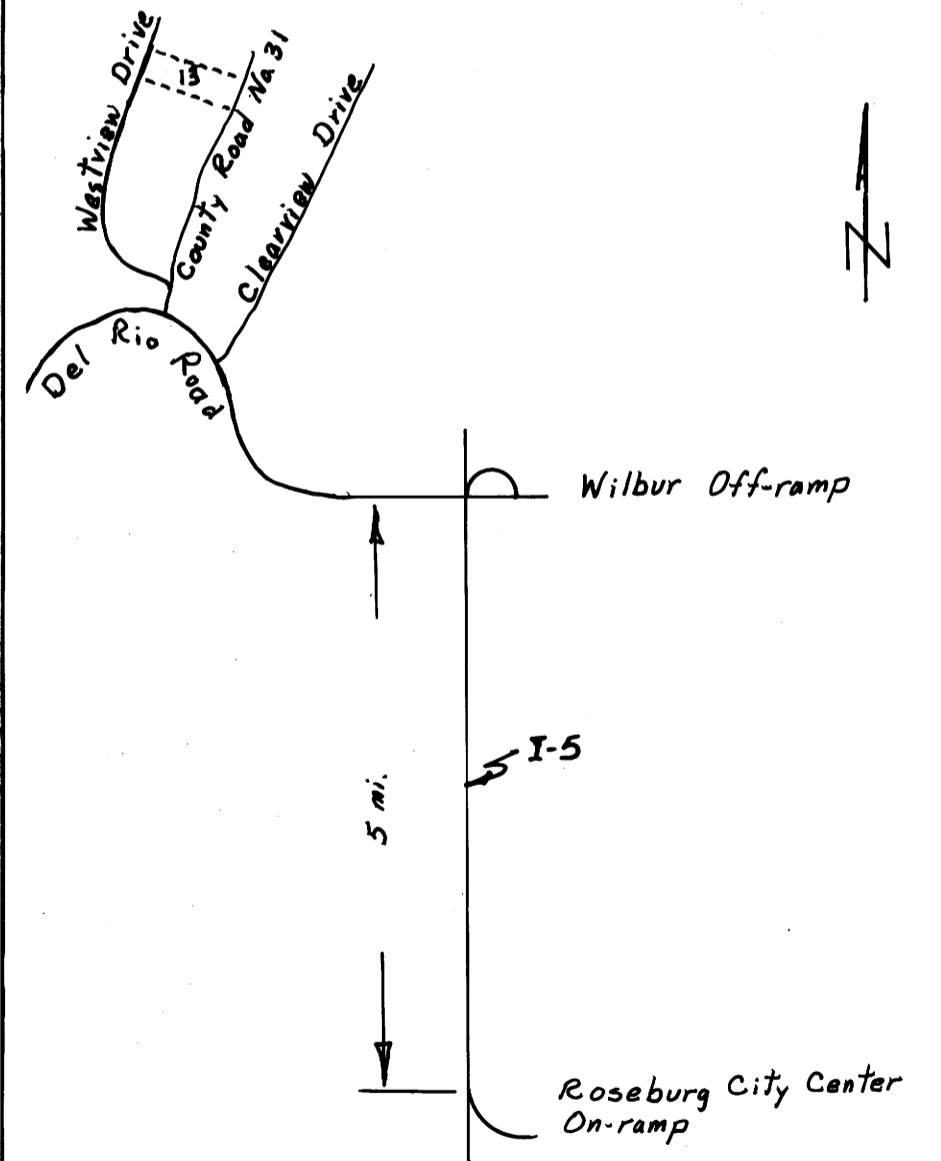 Westview Drive
13
County Road No 31
Clearview Drive
Del Rio Road
N
Wilbur Off-ramp
I-5
5 mi.
Roseburg City Center
On-ramp